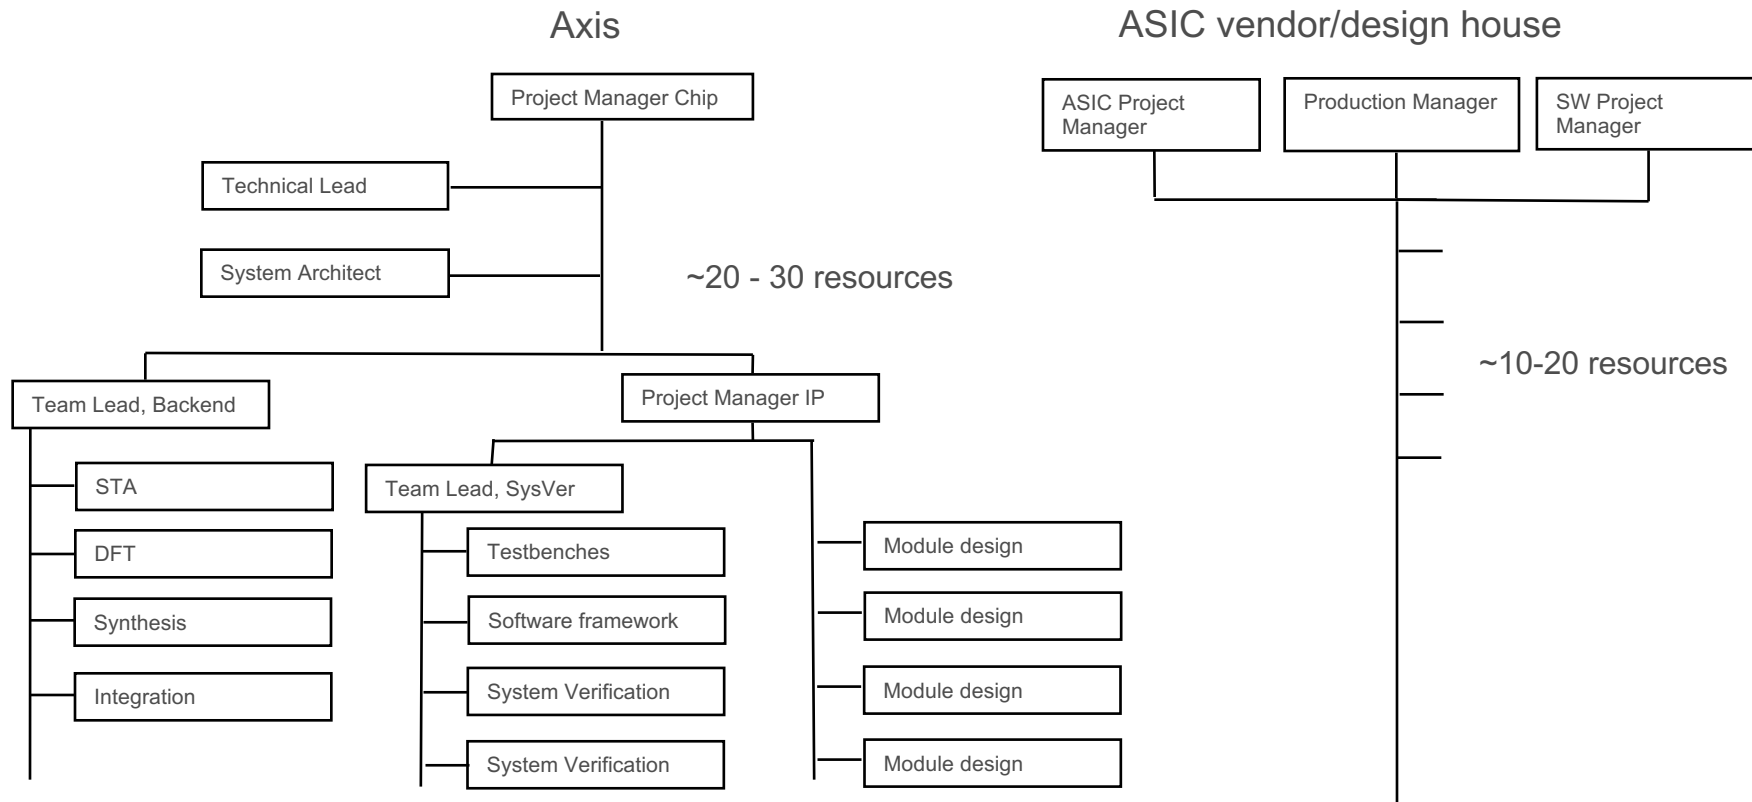 Axis
Project Manager Chip
Technical Lead
System Architect
~20 - 30 resources
Team Lead, Backend
STA
DFT
Synthesis
Integration
Project Manager IP
Team Lead, SysVer
Testbenches
Software framework
System Verification
System Verification
Module design
Module design
Module design
Module design
ASIC vendor/design house
ASIC Project
Manager
Production Manager
SW Project
Manager
~10-20 resources